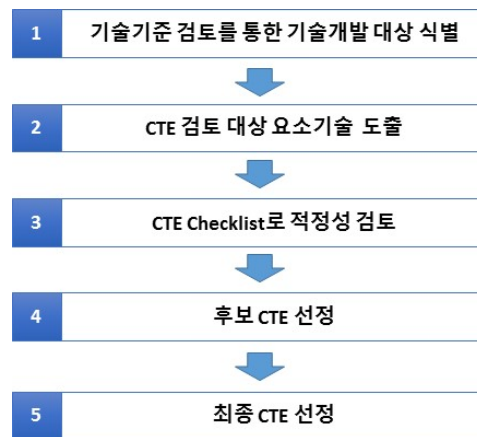 1 기술기준 검토를 통한 기술개발 대상 식별
2 CTE 검토 대상 요소기술 도출
3 CTE Checklist로 적정성 검토
4 후보 CTE 선정
5 최종 CTE 선정